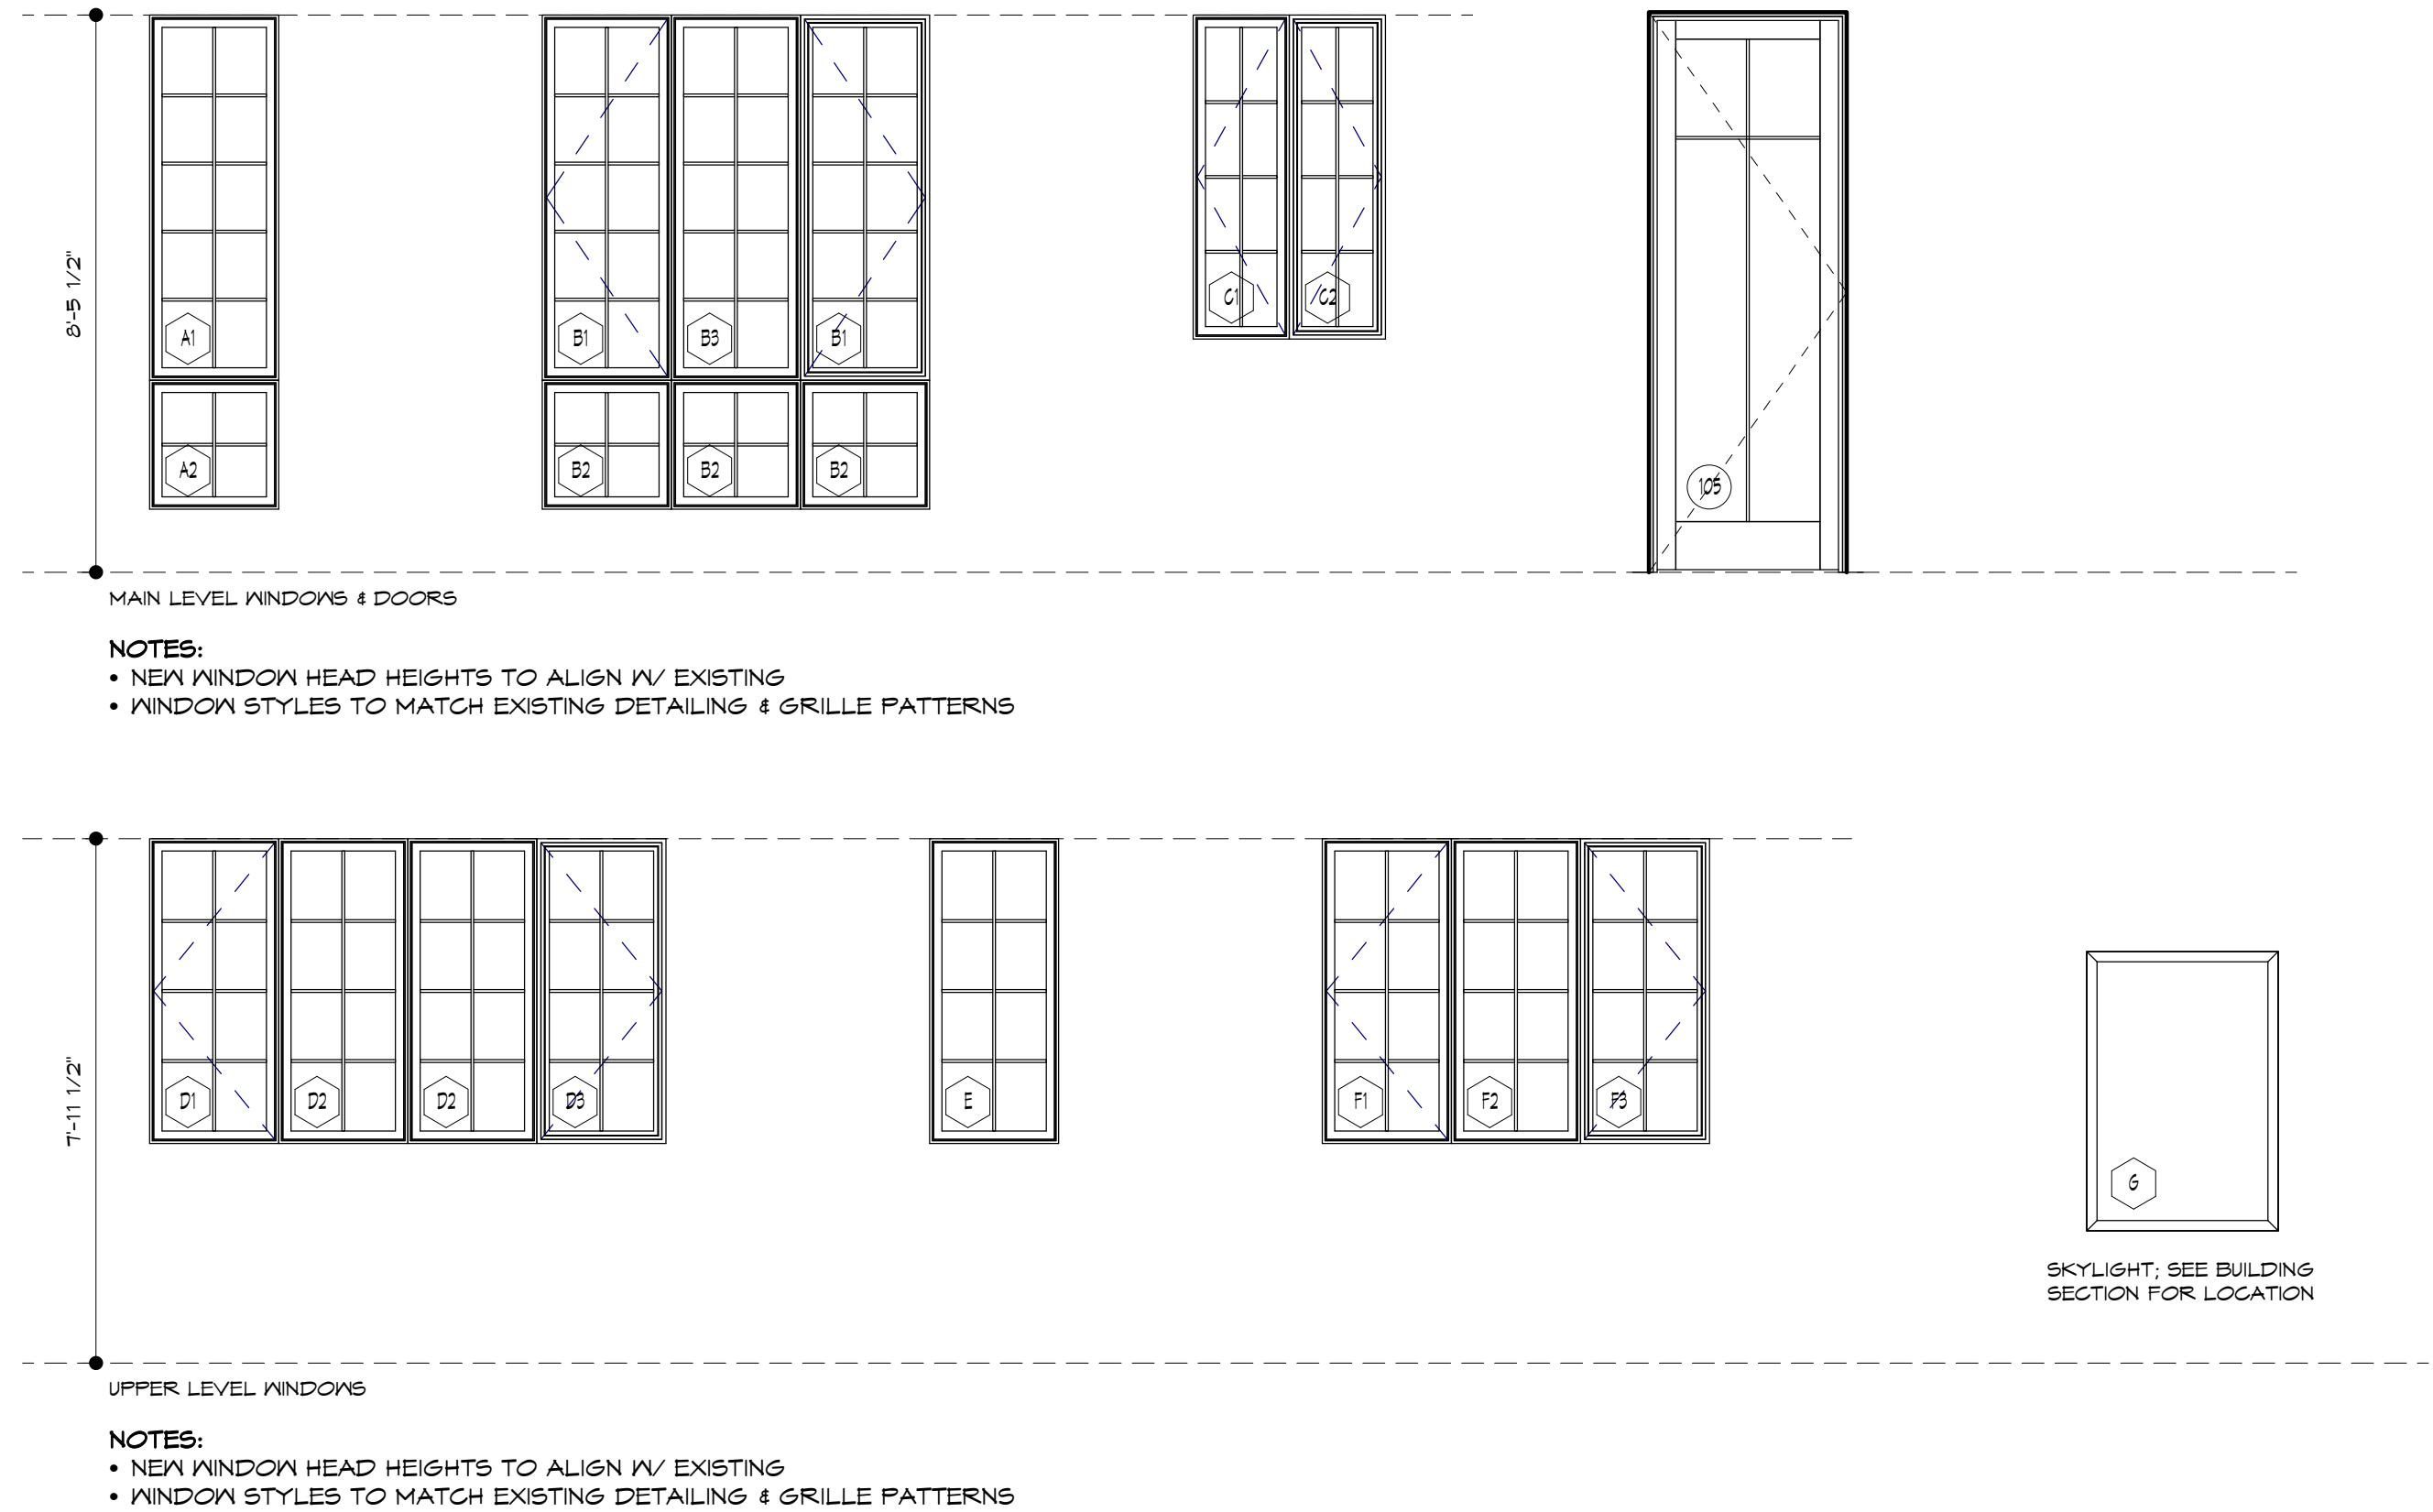 8'-5 1/2"
A1
B1
B3
B1
C1
C2
A2
B2
B2
B2
105
MAIN LEVEL WINDOWS & DOORS
NOTES:
• NEW WINDOW HEAD HEIGHTS TO ALIGN W/ EXISTING
• WINDOW STYLES TO MATCH EXISTING DETAILING & GRILLE PATTERNS
7'-11 1/2"
D1
D2
D2
D3
E
F1
F2
F3
G
SKYLIGHT; SEE BUILDING
SECTION FOR LOCATION
UPPER LEVEL WINDOWS
NOTES:
• NEW WINDOW HEAD HEIGHTS TO ALIGN W/ EXISTING
• WINDOW STYLES TO MATCH EXISTING DETAILING & GRILLE PATTERNS